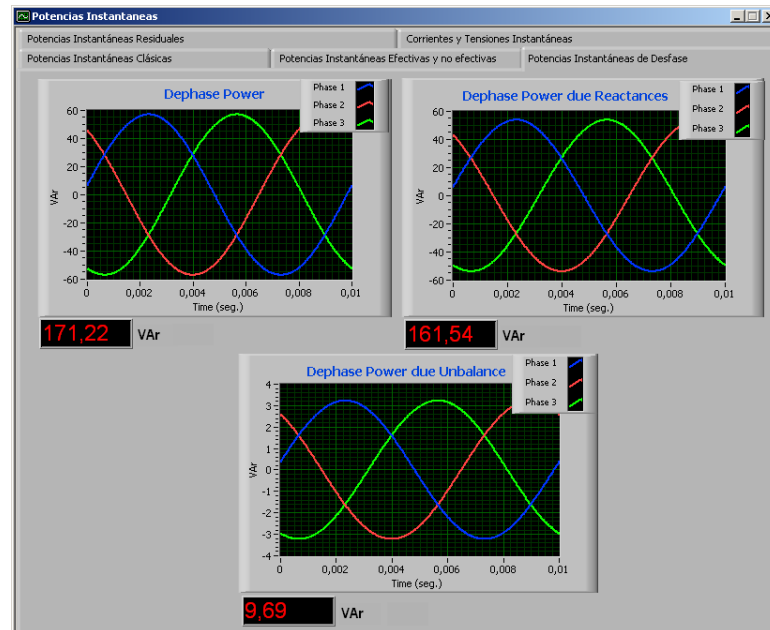 Potencias Instantaneas
Potencias Instantáneas Residuales
Corrientes y Tensiones Instantáneas
Potencias Instantáneas Clásicas
Potencias Instantáneas Efectivas y no efectivas
Potencias Instantáneas de Desfase
Dephase Power
Phase 1
Phase 2
Phase 3
60
40
20
0
-20
-40
-60
VAr
0 0,002 0,004 0,006 0,008 0,01
Time (seg.)
171,22 VAr
Dephase Power due Reactances
Phase 1
Phase 2
Phase 3
60
40
20
0
-20
-40
-60
VAr
0 0,002 0,004 0,006 0,008 0,01
Time (seg.)
161,54 VAr
Dephase Power due Unbalance
Phase 1
Phase 2
Phase 3
4
3
2
1
0
-1
-2
-3
-4
VAr
0 0,002 0,004 0,006 0,008 0,01
Time (seg.)
9,69 VAr